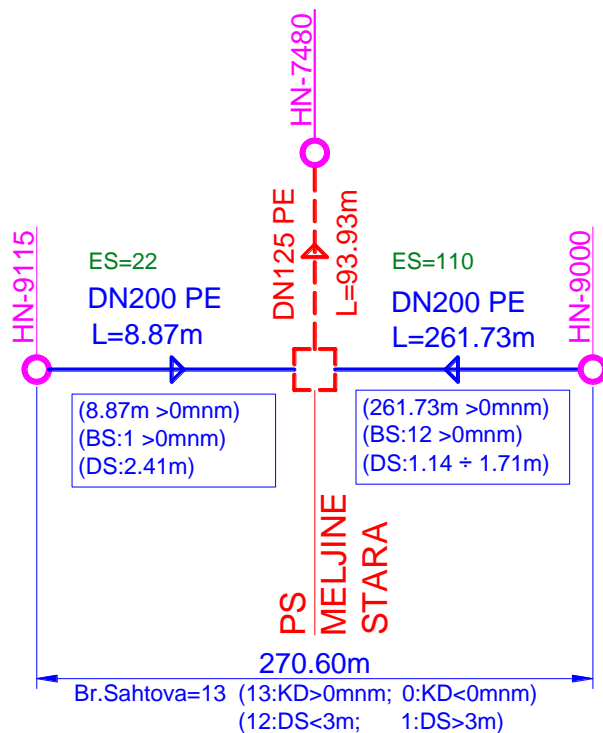 HN-7480
HN-9115
ES=22
DN200 PE
L=8.87m
DN125 PE
L=93.93m
ES=110
DN200 PE
L=261.73m
HN-9000
(8.87m >0mnm)
(BS:1 >0mnm)
(DS:2.41m)
(261.73m >0mnm)
(BS:12 >0mnm)
(DS:1.14 ÷ 1.71m)
PS
MELJINE
STARA
270.60m
Br.Sahtova=13 (13:KD>0mnm; 0:KD<0mnm)
(12:DS<3m; 1:DS>3m)